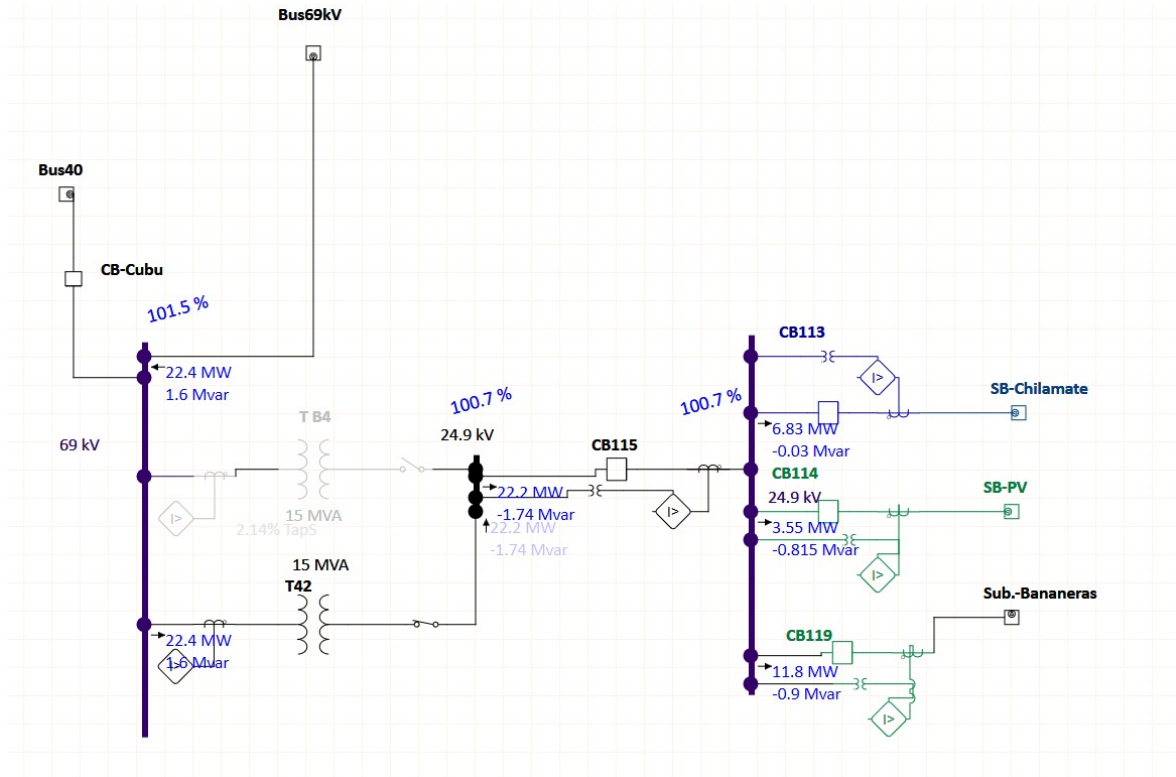 Bus69kV
Bus40
CB-Cubu
101.5 %
22.4 MW
1.6 Mvar
69 kV
T B4
15 MVA
2.14% TapS
15 MVA
T42
22.4 MW
1.6 Mvar
I>
I>
100.7 %
24.9 kV
22.2 MW
-1.74 Mvar
22.2 MW
-1.74 Mvar
CB115
I>
100.7 %
CB113
I>
SB-Chilamate
6.83 MW
-0.03 Mvar
CB114
24.9 kV
SB-PV
3.55 MW
-0.815 Mvar
I>
Sub.-Bananeras
CB119
11.8 MW
-0.9 Mvar
I>